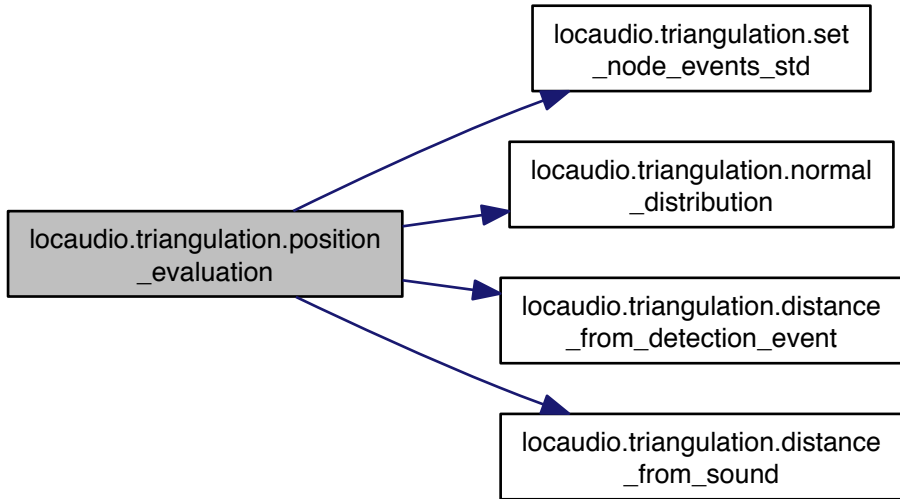 locaudio.triangulation.set
_node_events_std
locaudio.triangulation.normal
_distribution
locaudio.triangulation.position
_evaluation
locaudio.triangulation.distance
_from_detection_event
locaudio.triangulation.distance
_from_sound